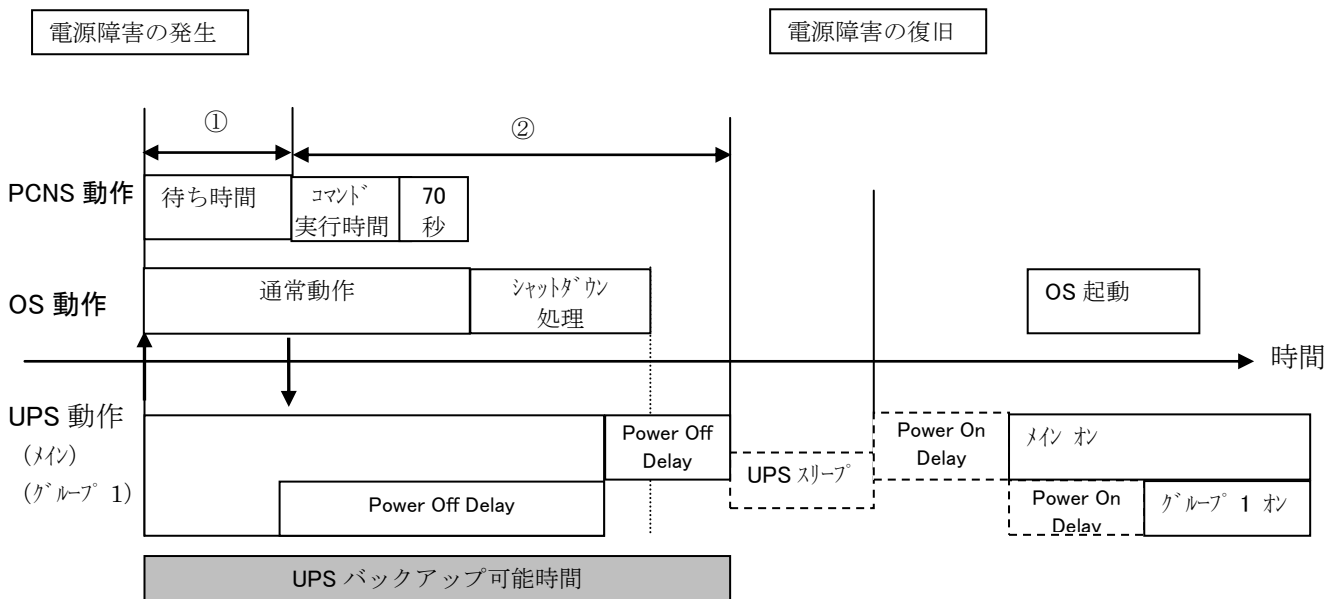 電源障害の発生
電源障害の復旧
①
②
PCNS 動作
待ち時間
ｺﾏﾝﾄﾞ
実行時間
70
秒
OS 動作
通常動作
ｼｬｯﾄﾀﾞｳﾝ
処理
OS 起動
時間
UPS 動作
(ﾒｲﾝ)
(ｸﾞﾙｰﾌﾟ 1)
Power Off
Delay
Power On
Delay
ﾒｲﾝ ｵﾝ
UPS ｽﾘｰﾌﾟ
Power Off Delay
Power On
Delay
ｸﾞﾙｰﾌﾟ 1 ｵﾝ
UPS バックアップ可能時間